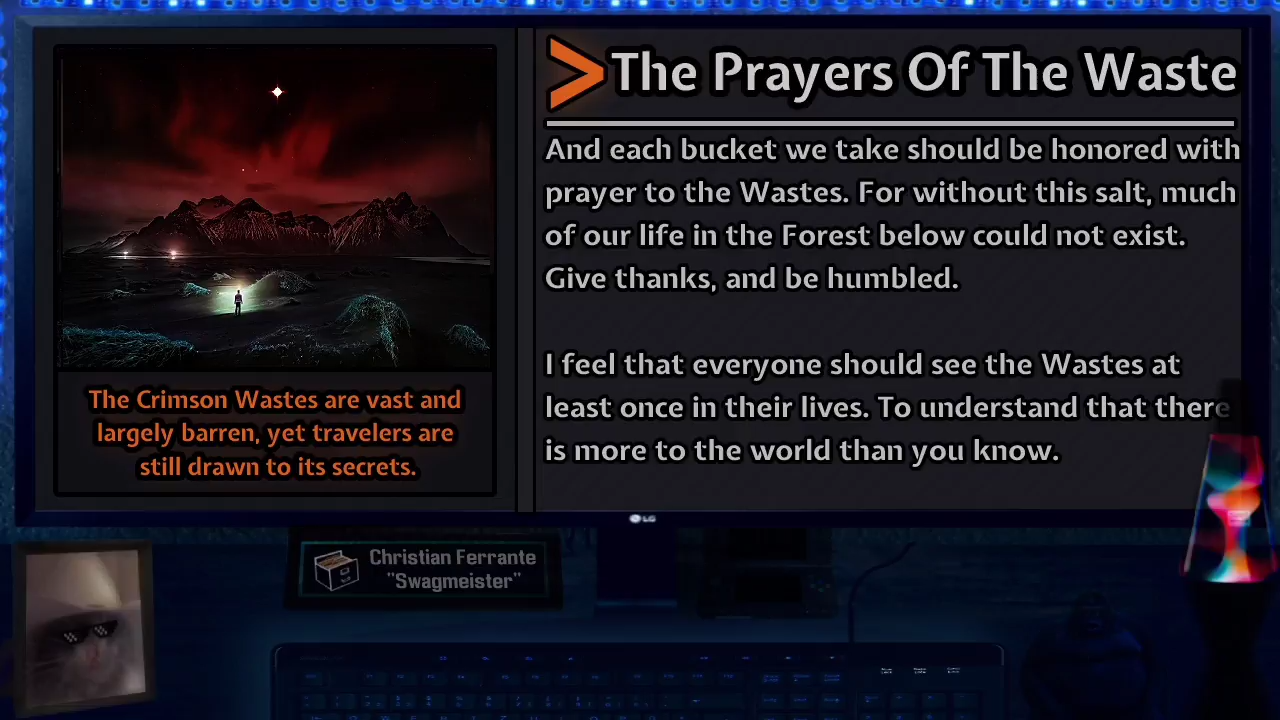 > The Prayers Of The Waste
And each bucket we take should be honored with
prayer to the Wastes. For without this salt, much
of our life in the Forest below could not exist.
Give thanks, and be humbled.
I feel that everyone should see the Wastes at
least once in their lives. To understand that there
is more to the world than you know.
The Crimson Wastes are vast and
largely barren, yet travelers are
still drawn to its secrets.
LG
Christian Ferrante
"Swagmeister"